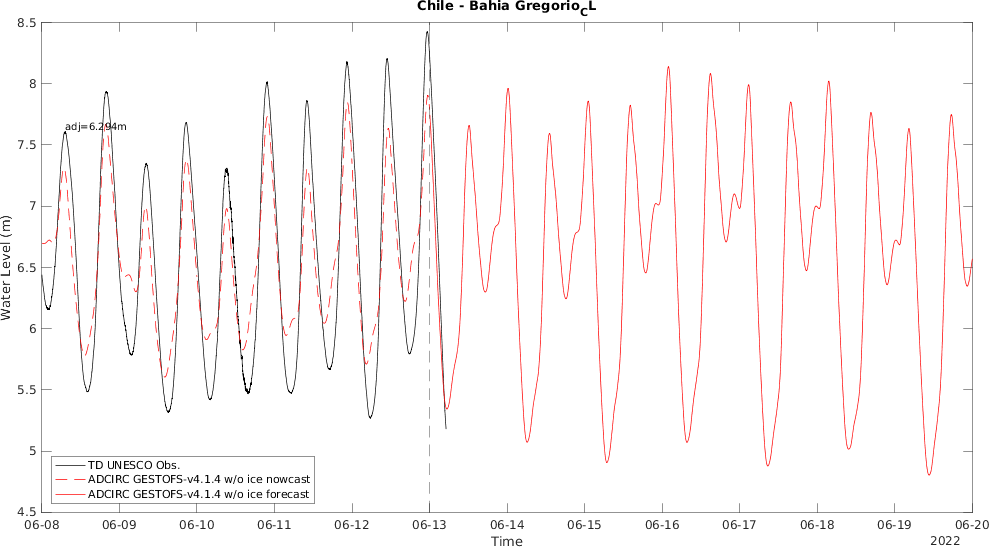 Chile - Bahia GregorioCL
8.5
8
7.5
7
6.5
6
5.5
5
4.5
Water Level (m)
adj=6.294m
TD UNESCO Obs.
ADCIRC GESTOFS-v4.1.4 w/o ice nowcast
ADCIRC GESTOFS-v4.1.4 w/o ice forecast
06-08 06-09 06-10 06-11 06-12 06-13 06-14 06-15 06-16 06-17 06-18 06-19 06-20
Time
2022